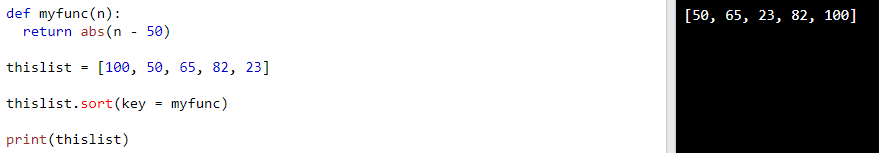 def myfunc(n):
  return abs(n - 50)
thislist = [100, 50, 65, 82, 23]
thislist.sort(key = myfunc)
print(thislist)
[50, 65, 23, 82, 100]